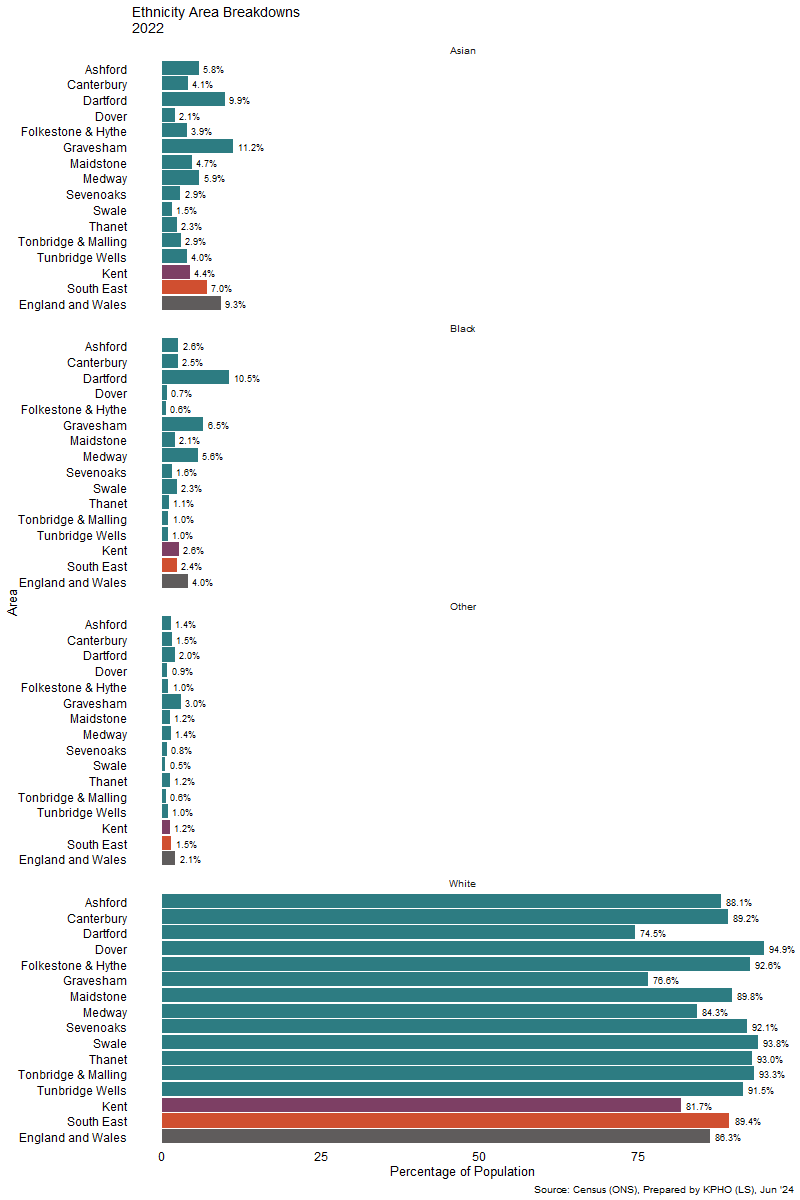 Ethnicity Area Breakdowns
2022
Asian
Ashford 5.8%
Canterbury 4.1%
Dartford 9.9%
Dover 2.1%
Folkestone & Hythe 3.9%
Gravesham 11.2%
Maidstone 4.7%
Medway 5.9%
Sevenoaks 2.9%
Swale 1.5%
Thanet 2.3%
Tonbridge & Malling 2.9%
Tunbridge Wells 4.0%
Kent 4.4%
South East 7.0%
England and Wales 9.3%
Black
Ashford 2.6%
Canterbury 2.5%
Dartford 10.5%
Dover 0.7%
Folkestone & Hythe 0.6%
Gravesham 6.5%
Maidstone 2.1%
Medway 5.6%
Sevenoaks 1.6%
Swale 2.3%
Thanet 1.1%
Tonbridge & Malling 1.0%
Tunbridge Wells 1.0%
Kent 2.6%
South East 2.4%
England and Wales 4.0%
Area
Other
Ashford 1.4%
Canterbury 1.5%
Dartford 2.0%
Dover 0.9%
Folkestone & Hythe 1.0%
Gravesham 3.0%
Maidstone 1.2%
Medway 1.4%
Sevenoaks 0.8%
Swale 0.5%
Thanet 1.2%
Tonbridge & Malling 0.6%
Tunbridge Wells 1.0%
Kent 1.2%
South East 1.5%
England and Wales 2.1%
White
Ashford 88.1%
Canterbury 89.2%
Dartford 74.5%
Dover 94.9%
Folkestone & Hythe 92.6%
Gravesham 76.6%
Maidstone 89.8%
Medway 84.3%
Sevenoaks 92.1%
Swale 93.8%
Thanet 93.0%
Tonbridge & Malling 93.3%
Tunbridge Wells 91.5%
Kent 81.7%
South East 89.4%
England and Wales 86.3%
0 25 50 75
Percentage of Population
Source: Census (ONS), Prepared by KPHO (LS), Jun '24